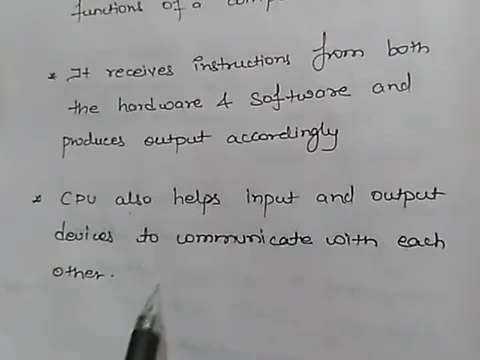 functions of a
* It receives instructions from both
the hardware & software and
produces output accordingly
* CPU also helps input and output
devices to communicate with each
other.